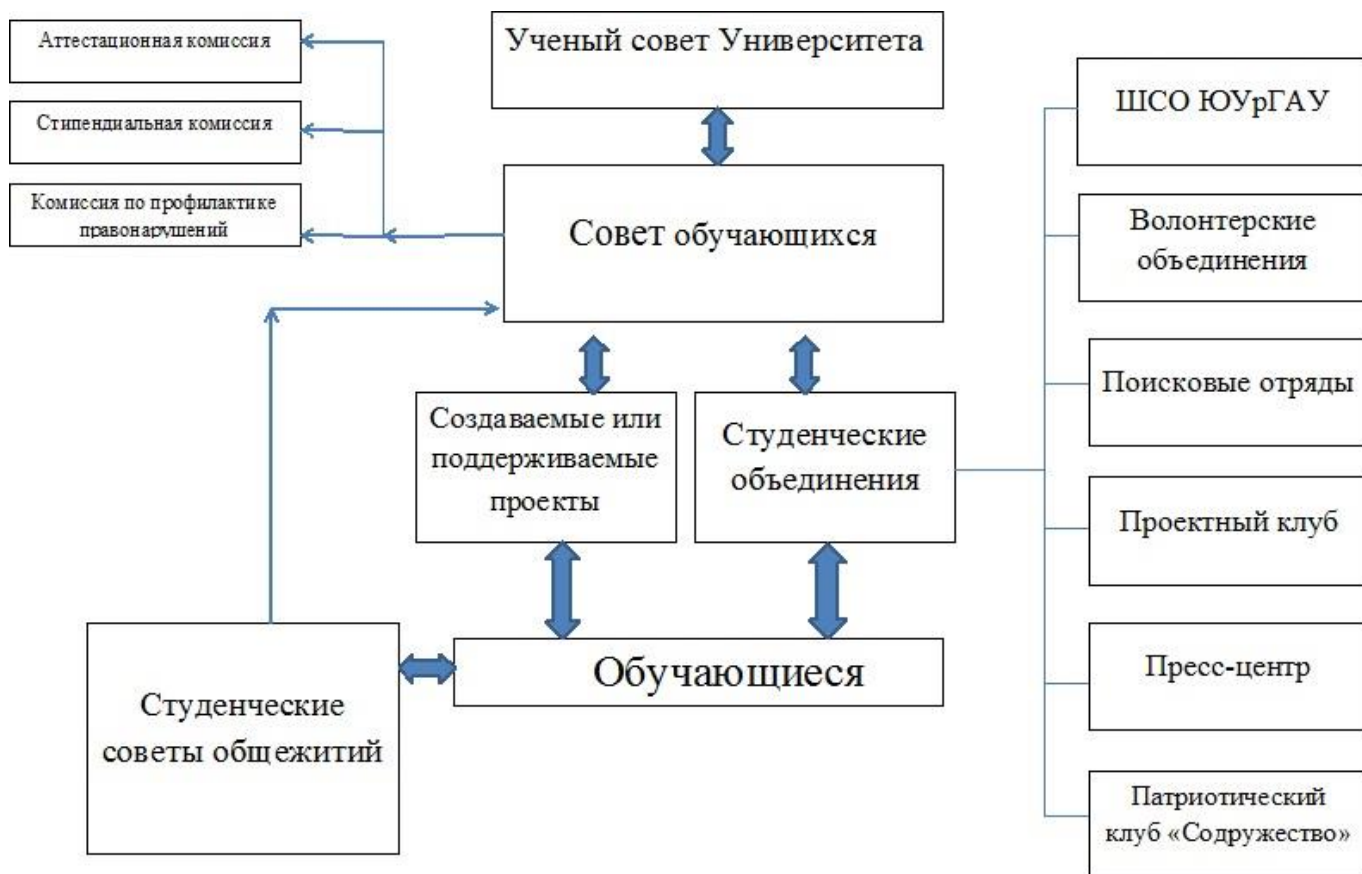 Аттестационная комиссия
Стипендиальная комиссия
Комиссия по профилактике
правонарушений
Ученый совет Университета
Совет обучающихся
Создаваемые или
поддерживаемые
проекты
Студенческие
объединения
Обучающиеся
Студенческие
советы общежитий
ШСО ЮУрГАУ
Волонтерские
объединения
Поисковые отряды
Проектный клуб
Пресс-центр
Патриотический
клуб «Содружество»